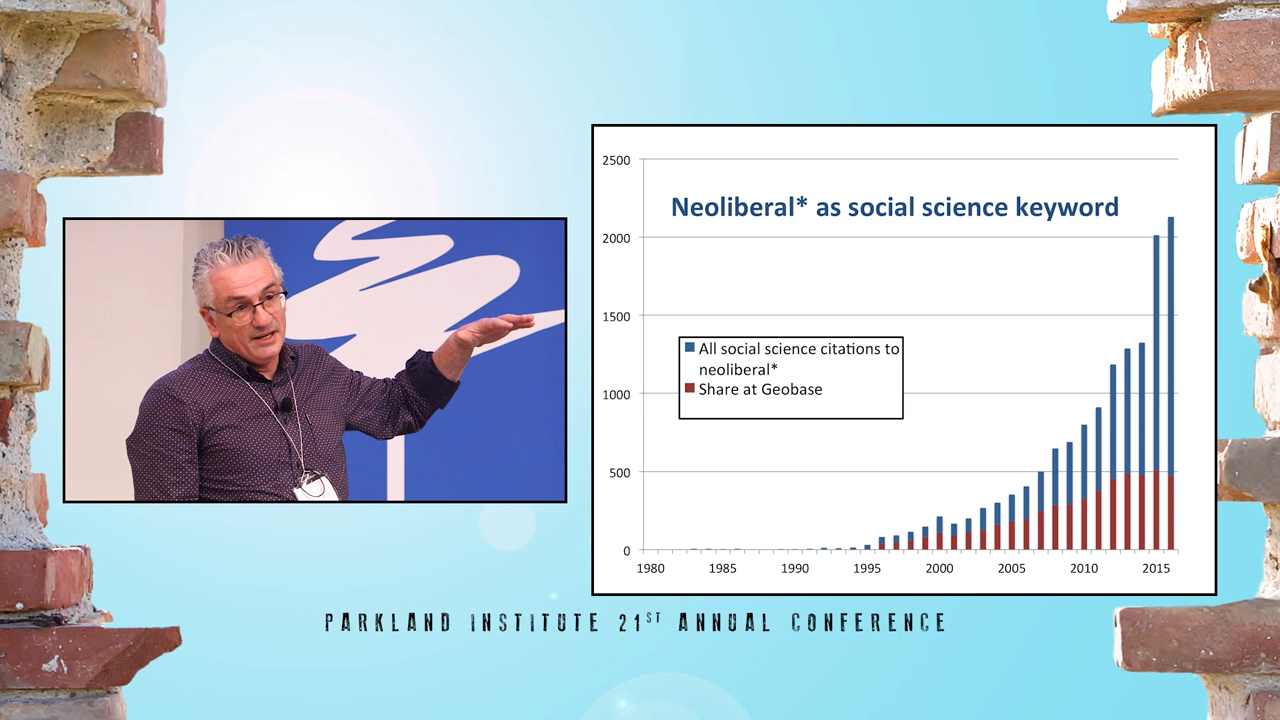 2500
Neoliberal* as social science keyword
2000
1500
All social science citations to
neoliberal*
Share at Geobase
1000
500
0
1980 1985 1990 1995 2000 2005 2010 2015
PARKLAND INSTITUTE 21ST ANNUAL CONFERENCE